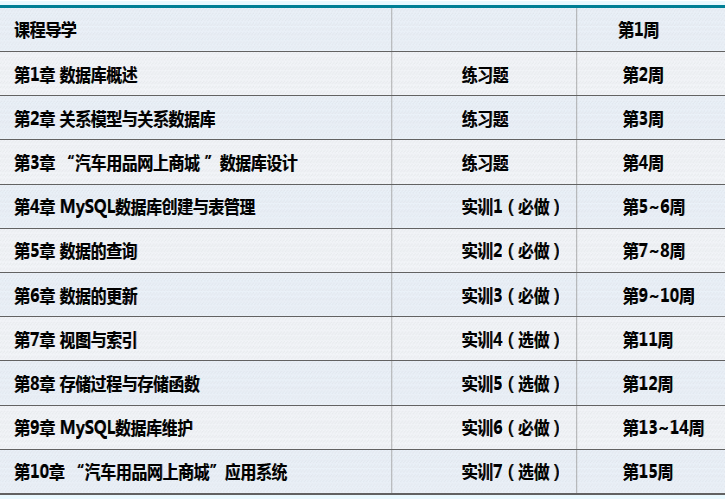 课程导学 第1周
第1章 数据库概述 练习题 第2周
第2章 关系模型与关系数据库 练习题 第3周
第3章 “汽车用品网上商城 ” 数据库设计 练习题 第4周
第4章 MySQL数据库创建与表管理 实训1（必做） 第5~6周
第5章 数据的查询 实训2（必做） 第7~8周
第6章 数据的更新 实训3（必做） 第9~10周
第7章 视图与索引 实训4（选做） 第11周
第8章 存储过程与存储函数 实训5（选做） 第12周
第9章 MySQL数据库维护 实训6（必做） 第13~14周
第10章 “汽车用品网上商城” 应用系统 实训7（选做） 第15周